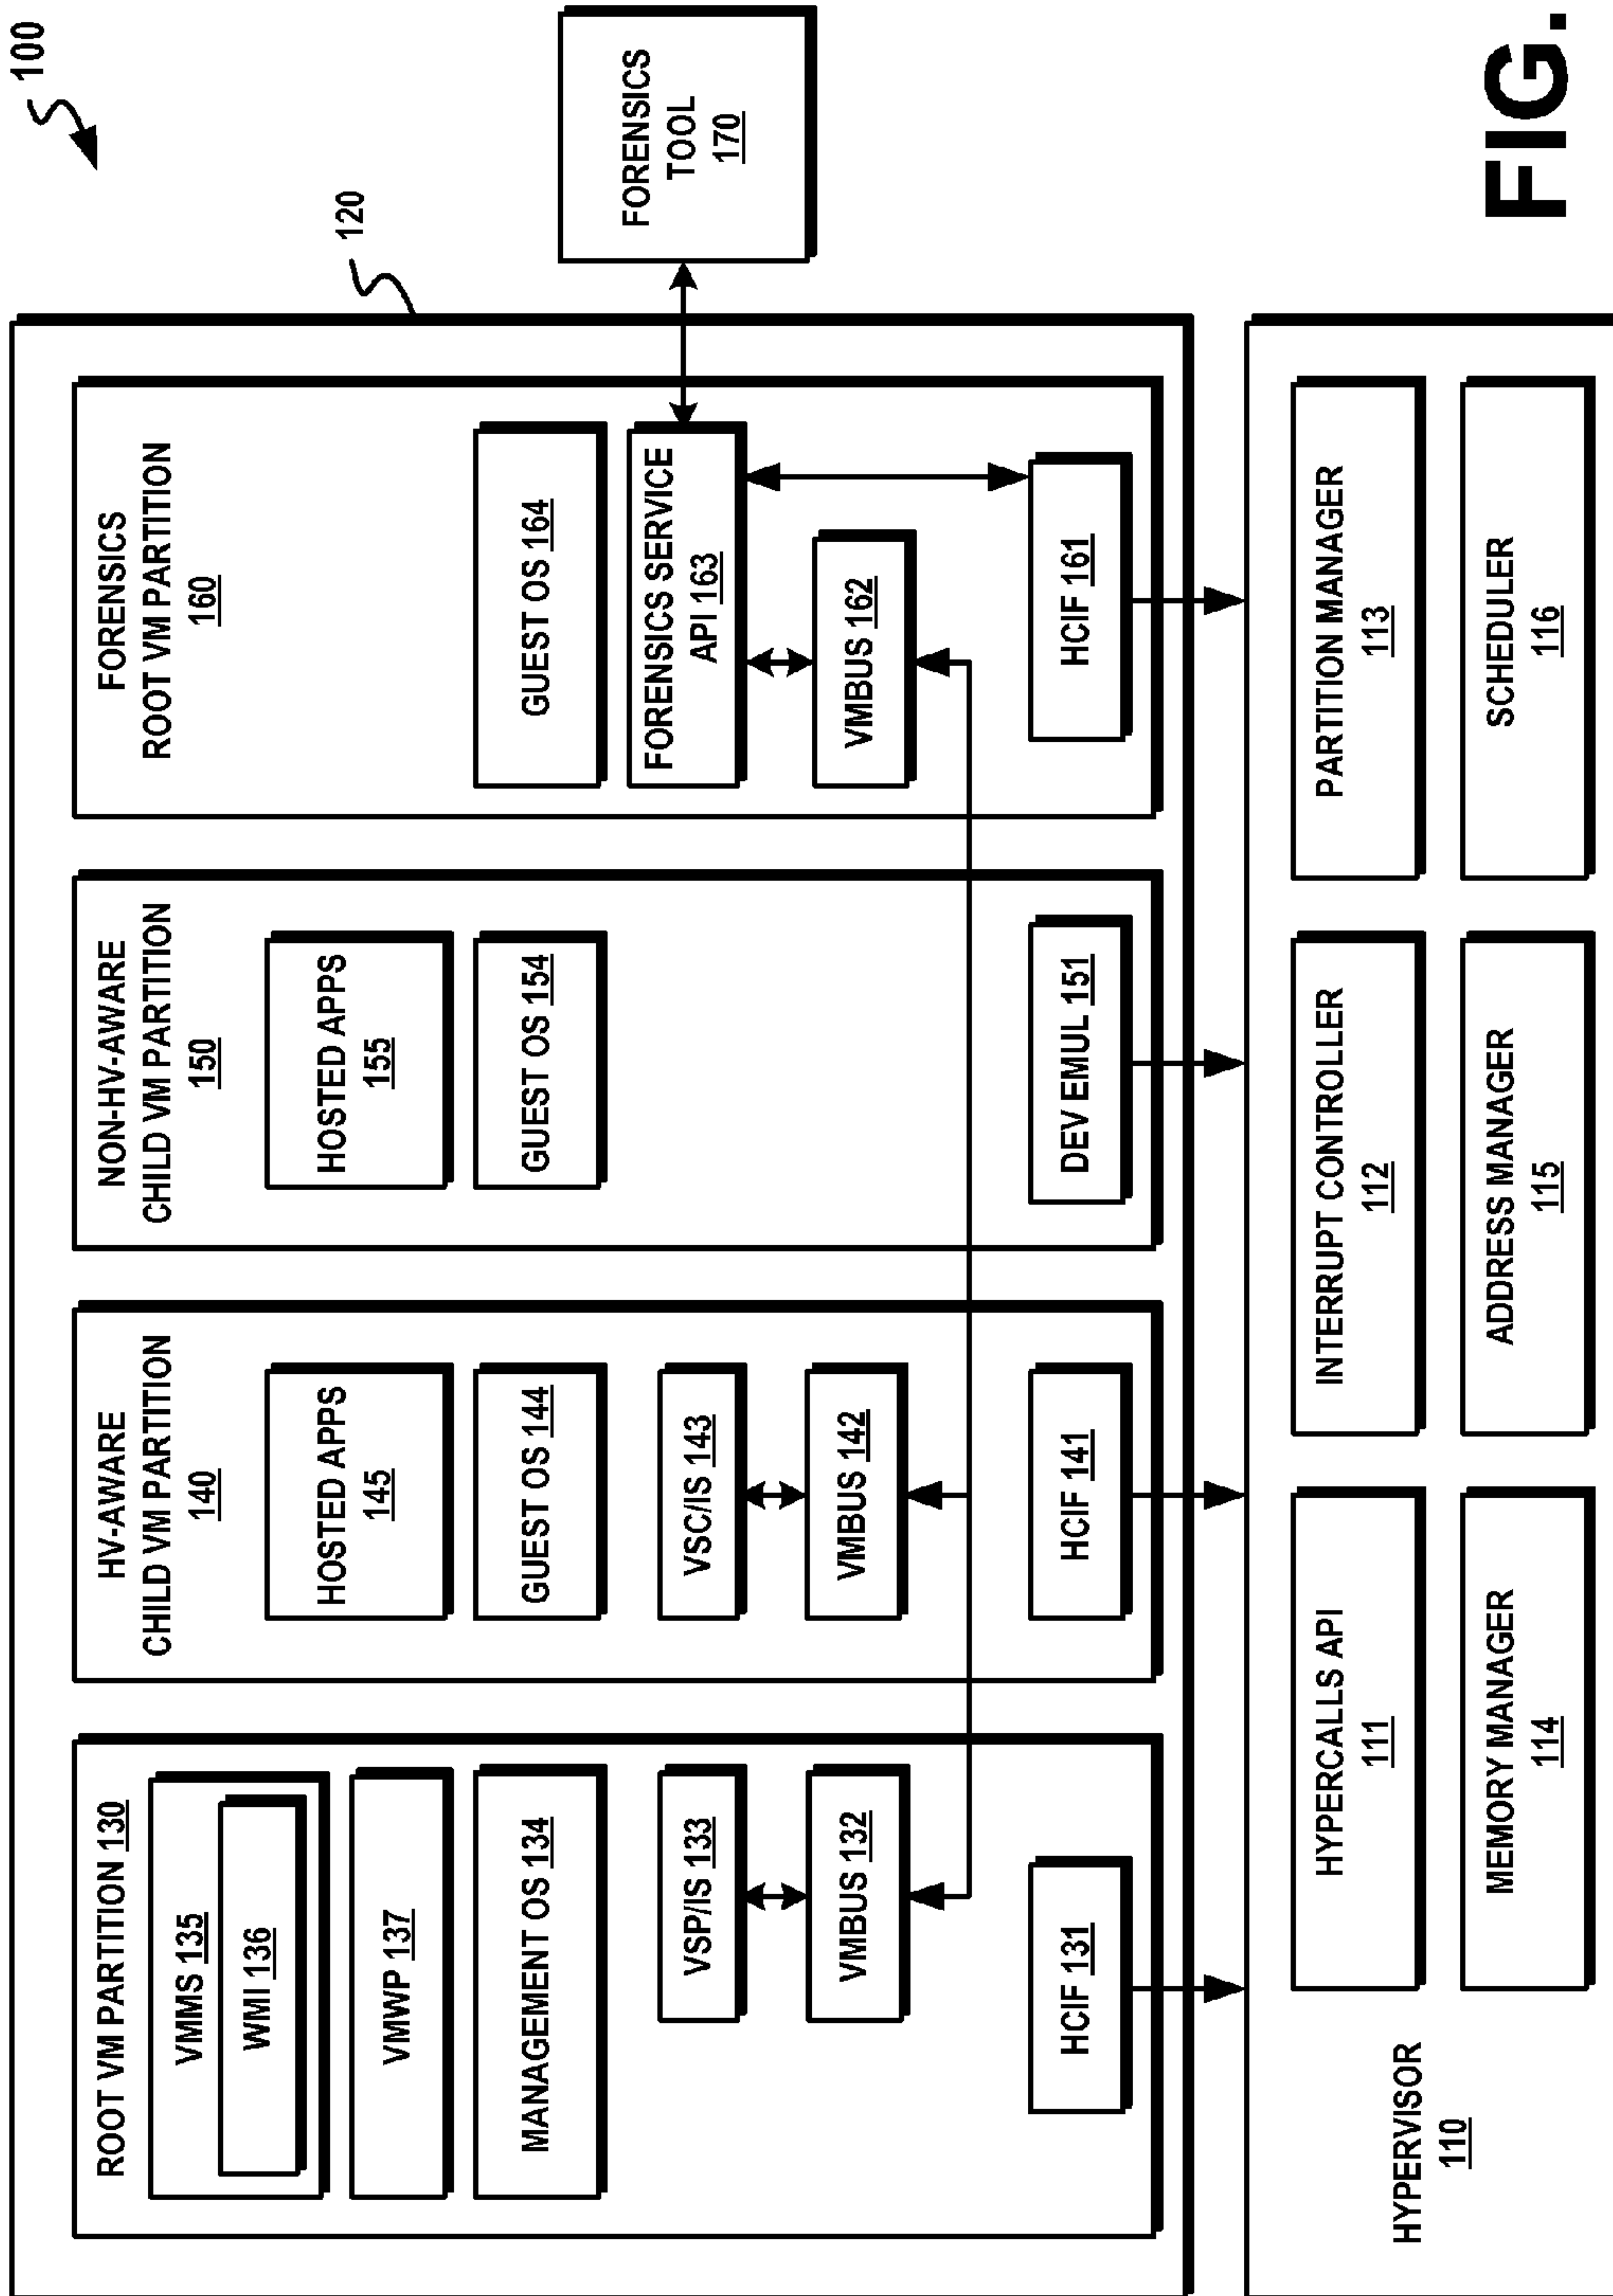 100
120
ROOT VM PARTITION 130
VMMS 135
WMI 136
VMWP 137
MANAGEMENT OS 134
VSP/IS 133
VMBUS 132
HCIF 131
HV-AWARE
CHILD VM PARTITION
140
HOSTED APPS
145
GUEST OS 144
VSC/IS 143
VMBUS 142
HCIF 141
NON-HV-AWARE
CHILD VM PARTITION
150
HOSTED APPS
155
GUEST OS 154
DEV EMUL 151
FORENSICS
ROOT VM PARTITION
160
GUEST OS 164
FORENSICS SERVICE
API 163
VMBUS 162
HCIF 161
FORENSICS
TOOL
170
HYPERVISOR
110
HYPERCALLS API
111
INTERRUPT CONTROLLER
112
PARTITION MANAGER
113
MEMORY MANAGER
114
ADDRESS MANAGER
115
SCHEDULER
116
FIG.